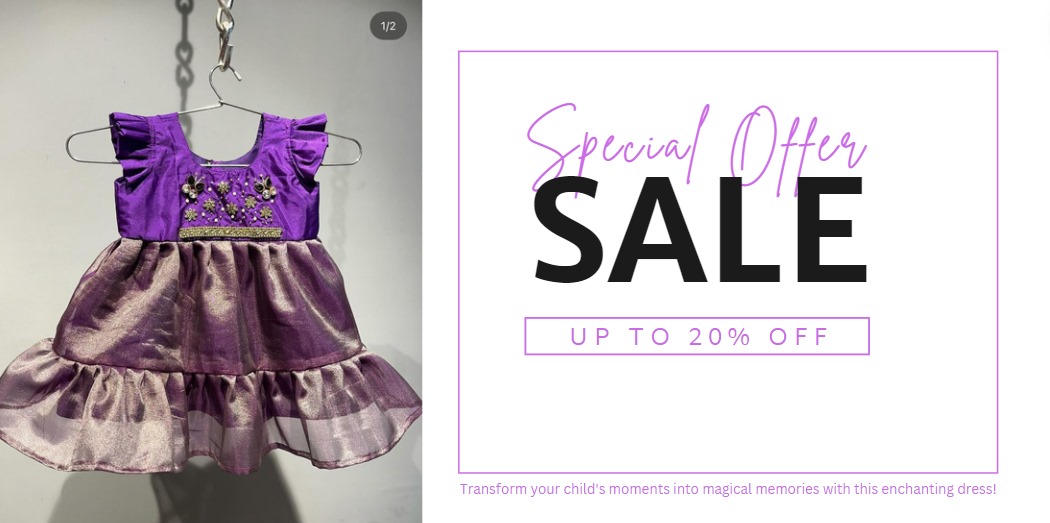 1/2
Special Offer
SALE
UP TO 20% OFF
Transform your child's moments into magical memories with this enchanting dress!